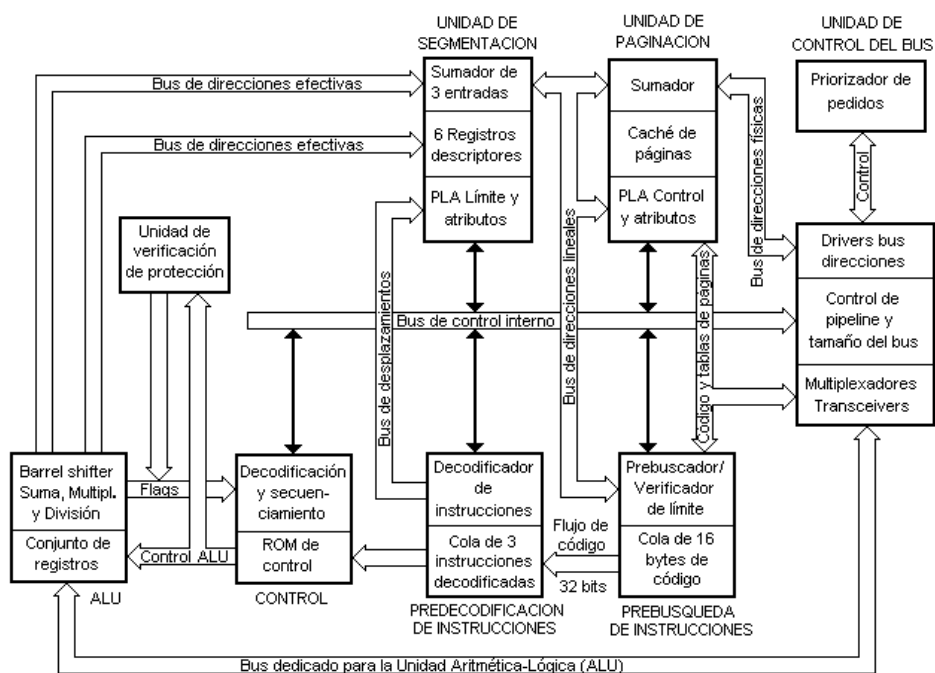 UNIDAD DE
SEGMENTACION
UNIDAD DE
PAGINACION
UNIDAD DE
CONTROL DEL BUS
Bus de direcciones efectivas
Sumador de
3 entradas
Sumador
Priorizador de
pedidos
Bus de direcciones efectivas
6 Registros
descriptores
Caché de
páginas
PLA Límite y
atributos
PLA Control
y atributos
Bus de direcciones físicas
Control
Unidad de
verificación
de protección
Drivers bus
direcciones
Bus de desplazamientos
Bus de direcciones lineales
Código y tablas de páginas
Bus de control interno
Control de
pipeline y
tamaño del bus
Multiplexadores
Transceivers
Barrel shifter
Suma, Multipl.
y División
Flags
Decodificación
y secuen-
ciamiento
Decodificador
de
instrucciones
Prebuscador/
Verificador
de límite
Conjunto de
registros
Control ALU
ROM de
control
Cola de 3
instrucciones
decodificadas
Flujo de
código
32 bits
Cola de 16
bytes de
código
ALU
CONTROL
PREDECODIFICACION
DE INSTRUCCIONES
PREBUSQUEDA
DE INSTRUCCIONES
Bus dedicado para la Unidad Aritmética-Lógica (ALU)